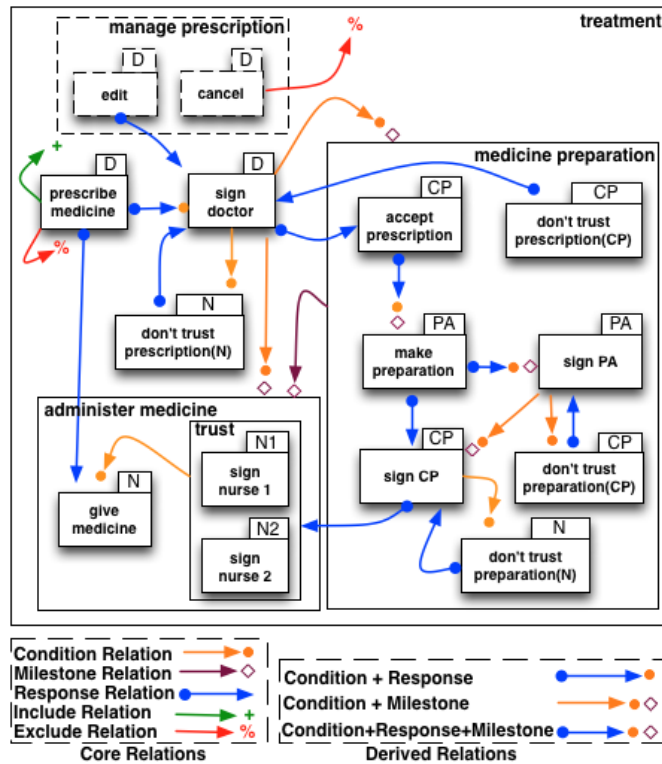 treatment
manage prescription
%
D
edit
D
cancel
+
D
prescribe
medicine
%
D
sign
doctor
N
don't trust
prescription(N)
medicine preparation
CP
accept
prescription
CP
don't trust
prescription(CP)
PA
make
preparation
PA
sign PA
CP
sign CP
CP
don't trust
preparation(CP)
N
don't trust
preparation(N)
administer medicine
trust
N1
sign
nurse 1
N
give
medicine
N2
sign
nurse 2
Condition Relation
Milestone Relation
Response Relation
Include Relation +
Exclude Relation %
Core Relations
Condition + Response
Condition + Milestone
Condition+Response+Milestone
Derived Relations